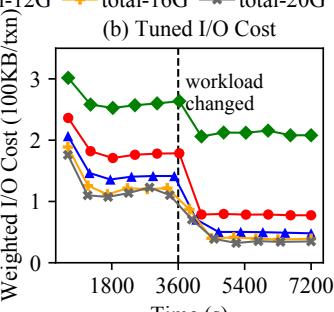 total-16G
total-20G
(b) Tuned I/O Cost
Weighted I/O Cost (100KB/txn)
3
2
1
0
workload
changed
1800
3600
5400
7200
Time (s)